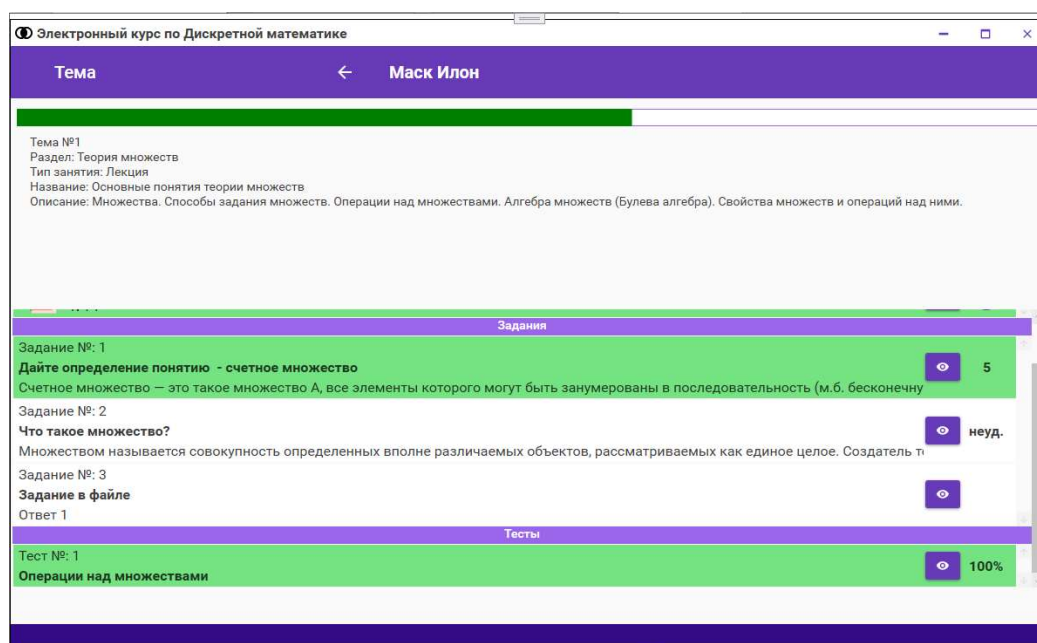 Электронный курс по Дискретной математике
Тема
Маск Илон
Тема №1
Раздел: Теория множеств
Тип занятия: Лекция
Название: Основные понятия теории множеств
Описание: Множества. Способы задания множеств. Операции над множествами. Алгебра множеств (Булева алгебра). Свойства множеств и операций над ними.
Задания
Задание №: 1
Дайте определение понятию - счетное множество
Счетное множество — это такое множество А, все элементы которого могут быть занумерованы в последовательность (м.б. бесконечну
5
Задание №: 2
Что такое множество?
Множеством называется совокупность определенных вполне различаемых объектов, рассматриваемых как единое целое. Создатель
неуд.
Задание №: 3
Задание в файле
Ответ 1
Тесты
Тест №: 1
Операции над множествами
100%